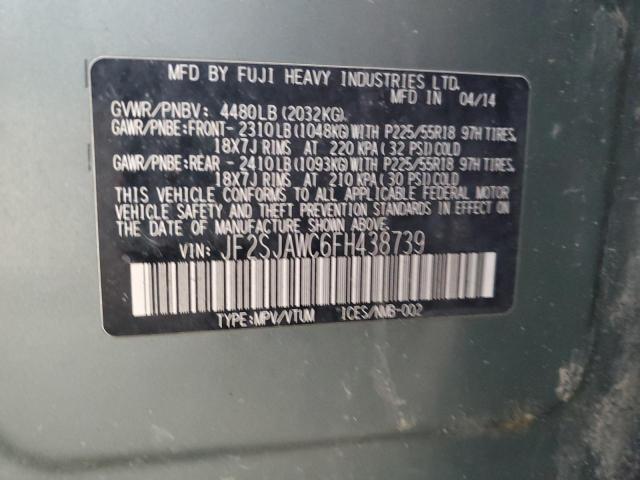 MFD BY FUJI HEAVY INDUSTRIES LTD.
MFD IN 04/14
GVWR/PNBV: 4480LB(2032KG)
GAWR/PNBE:FRONT- 2310LB(1048KG)WITH P225/55R18 97H TIRES,
18X7J RIMS AT 220 KPA( 32 PSI)COLD
GAWR/PNBE:REAR - 2410LB(1093KG)WITH P225/55R18 97H TIRES,
18X7J RIMS AT 210 KPA( 30 PSI)COLD
THIS VEHICLE CONFORMS TO ALL APPLICABLE FEDERAL MOTOR
VEHICLE SAFETY AND THEFT PREVENTION STANDARDS IN EFFECT ON
THE DATE OF MANUFACTURE SHOWN ABOVE.
VIN: JF2SJAWC6FH438739
TYPE:MPV/VTUM ICES/NMB-002